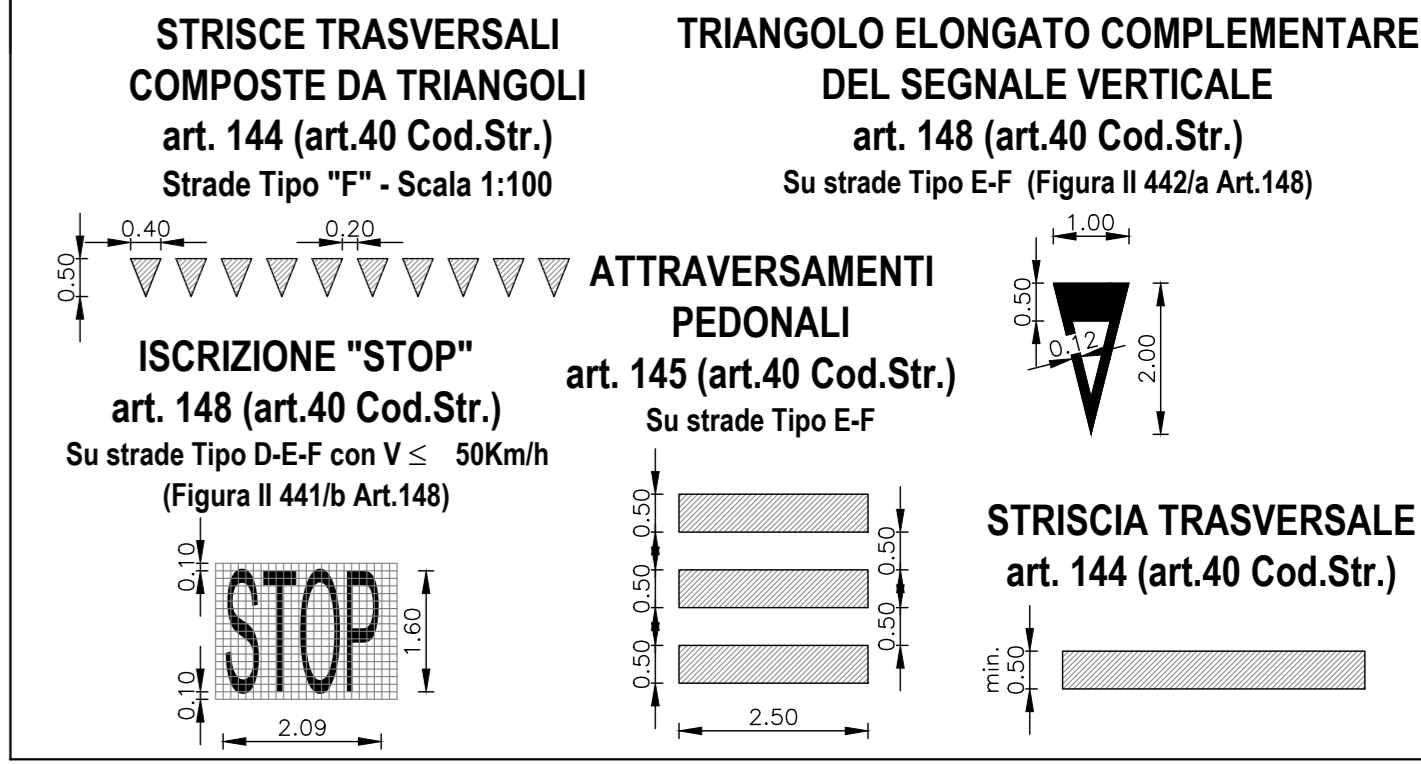 STRISCE TRASVERSALI
COMPOSTE DA TRIANGOLI
art. 144 (art.40 Cod.Str.)
Strade Tipo "F" - Scala 1:100
0.40
0.20
0.50
TRIANGOLO ELONGATO COMPLEMENTARE
DEL SEGNALE VERTICALE
art. 148 (art.40 Cod.Str.)
Su strade Tipo E-F (Figura II 442/a Art.148)
1.00
0.50
0.12
2.00
ISCRIZIONE "STOP"
art. 148 (art.40 Cod.Str.)
Su strade Tipo D-E-F con V ≤ 50Km/h
(Figura II 441/b Art.148)
0.10
STOP
1.60
0.10
2.09
ATTRAVERSAMENTI
PEDONALI
art. 145 (art.40 Cod.Str.)
Su strade Tipo E-F
0.50
0.50
0.50
0.50
0.50
2.50
STRISCIA TRASVERSALE
art. 144 (art.40 Cod.Str.)
min.
0.50